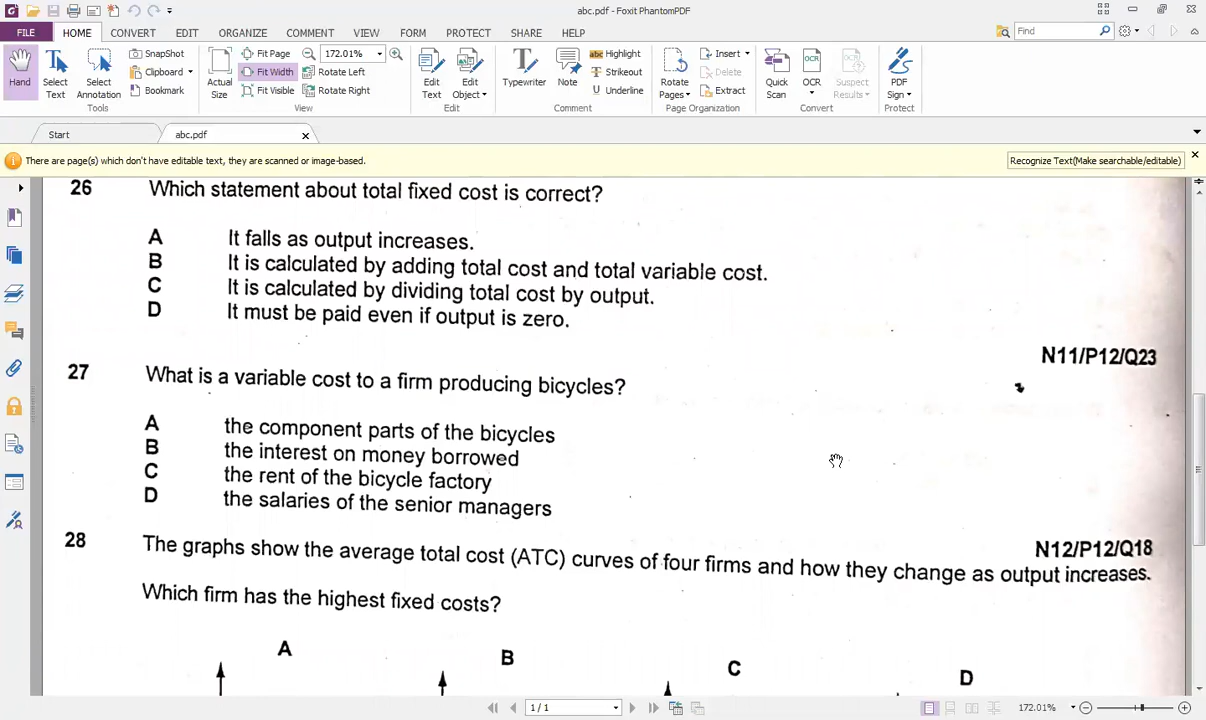 abc.pdf - Foxit PhantomPDF
FILE HOME CONVERT EDIT ORGANIZE COMMENT VIEW FORM PROTECT SHARE HELP Find
Hand
Select Text
Select Annotation
SnapShot
Clipboard
Bookmark
Tools
Actual Size
Fit Page
Fit Width
Fit Visible
172.01%
Rotate Left
Rotate Right
View
Edit Text
Edit Object
Edit
Typewriter
Note
Highlight
Strikeout
Underline
Comment
Rotate Pages
Insert
Delete
Extract
Page Organization
Quick Scan
OCR
Suspect Results
Convert
PDF Sign
Protect
Start abc.pdf
There are page(s) which don't have editable text, they are scanned or image-based. Recognize Text(Make searchable/editable)
26 Which statement about total fixed cost is correct?
A It falls as output increases.
B It is calculated by adding total cost and total variable cost.
C It is calculated by dividing total cost by output.
D It must be paid even if output is zero.
N11/P12/Q23
27 What is a variable cost to a firm producing bicycles?
A the component parts of the bicycles
B the interest on money borrowed
C the rent of the bicycle factory
D the salaries of the senior managers
N12/P12/Q18
28 The graphs show the average total cost (ATC) curves of four firms and how they change as output increases.
Which firm has the highest fixed costs?
A B C D
1 / 1 172.01%